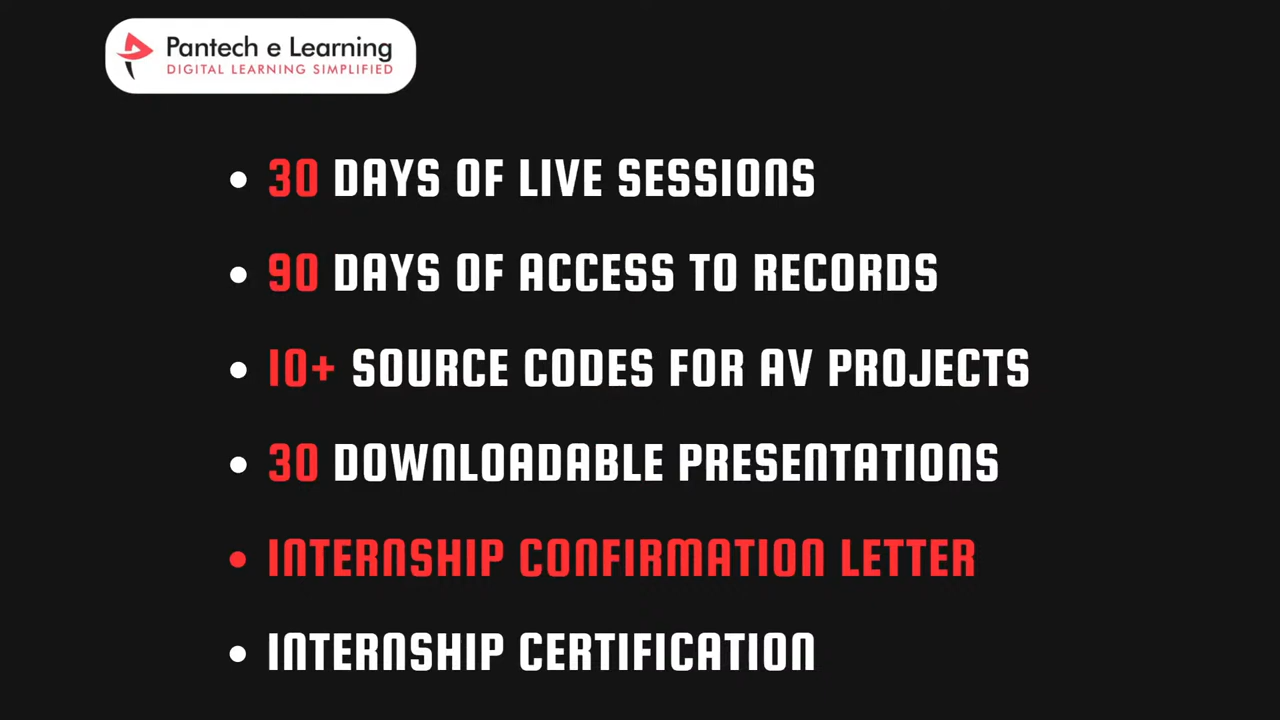 Pantech e Learning
DIGITAL LEARNING SIMPLIFIED
• 30 DAYS OF LIVE SESSIONS
• 90 DAYS OF ACCESS TO RECORDS
• 10+ SOURCE CODES FOR AV PROJECTS
• 30 DOWNLOADABLE PRESENTATIONS
• INTERNSHIP CONFIRMATION LETTER
• INTERNSHIP CERTIFICATION